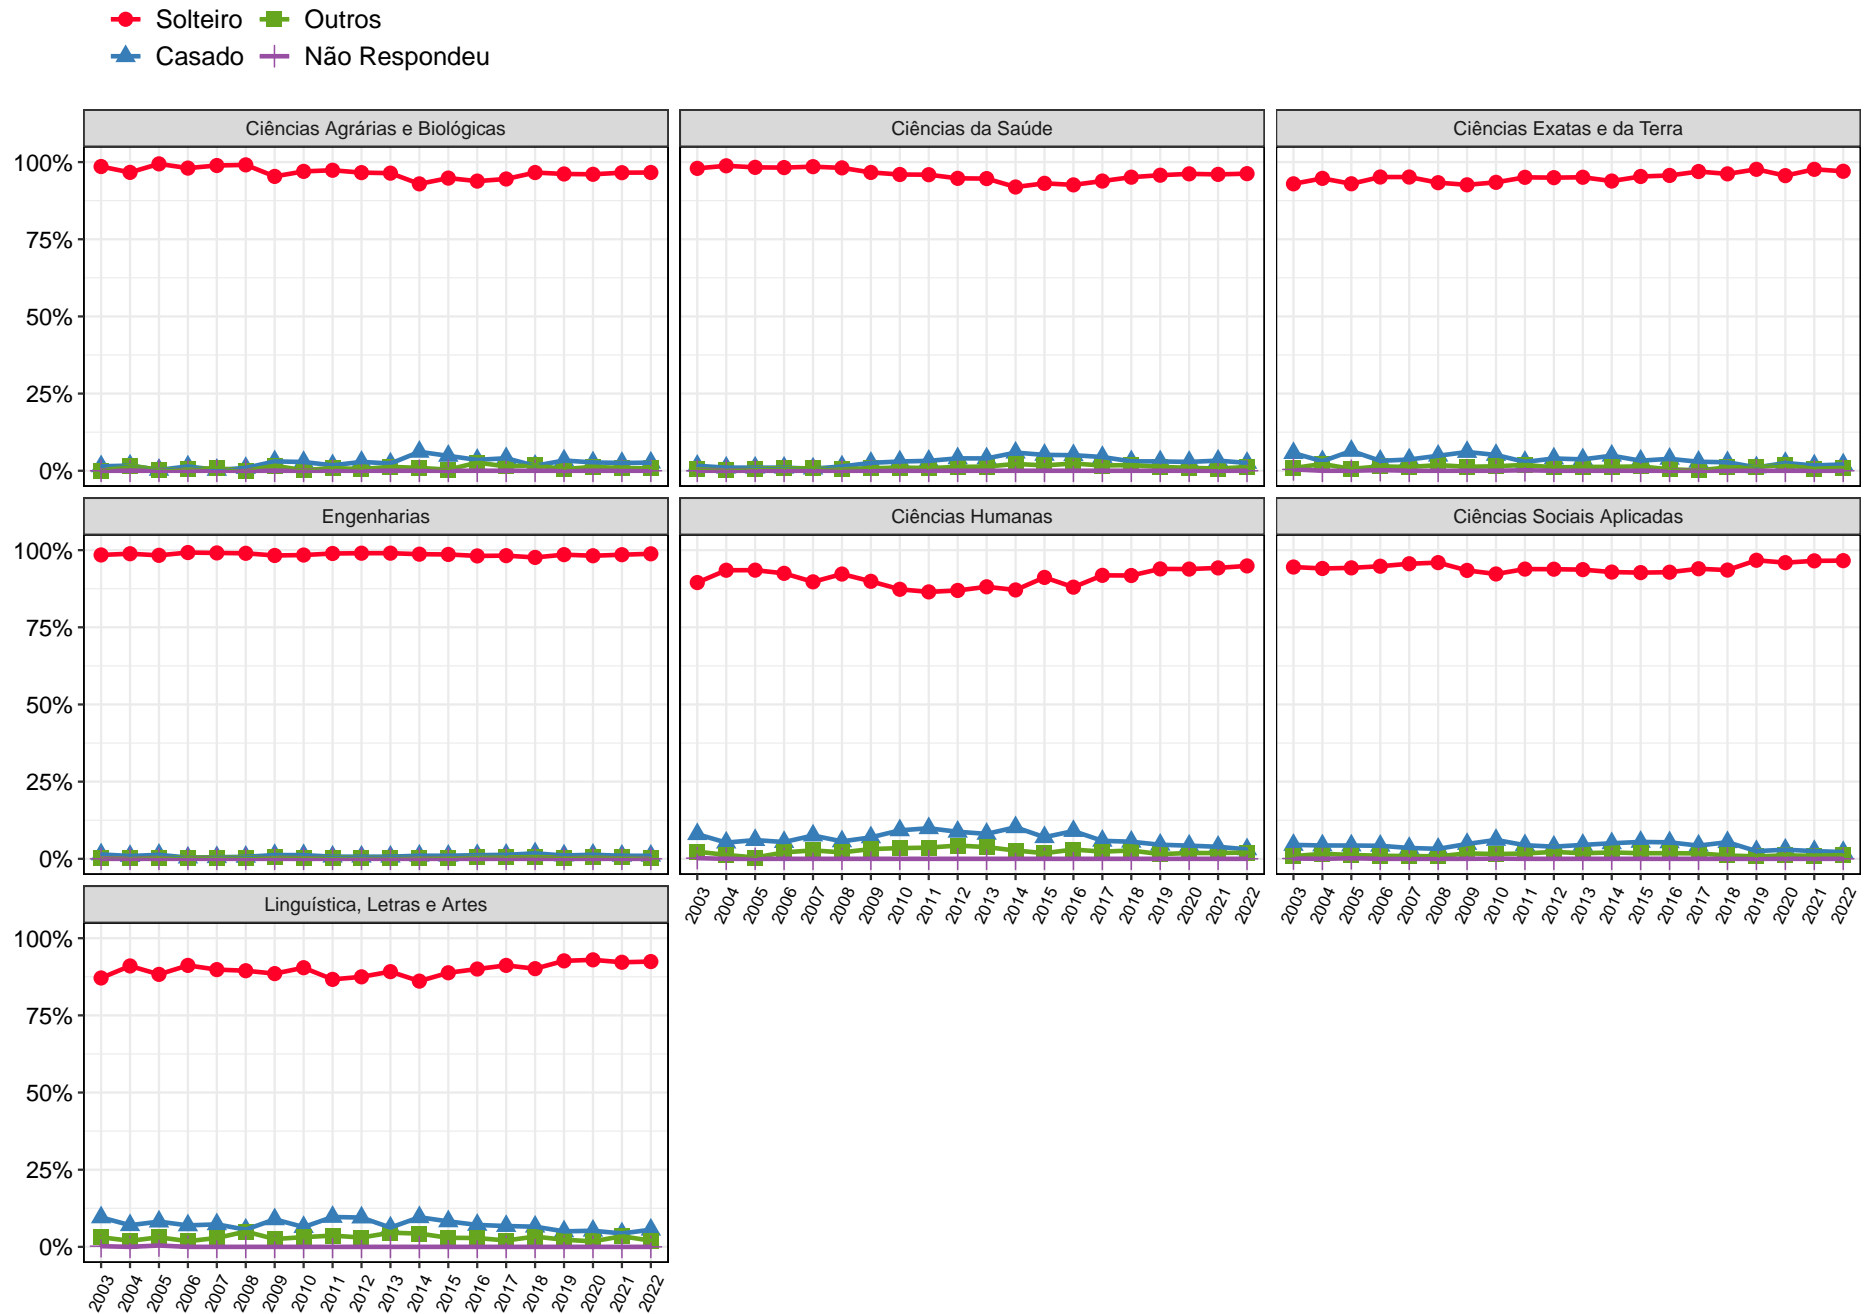 Solteiro
Outros
Casado
Não Respondeu
Ciências Agrárias e Biológicas
Ciências da Saúde
Ciências Exatas e da Terra
100%
75%
50%
25%
0%
Engenharias
Ciências Humanas
Ciências Sociais Aplicadas
100%
75%
50%
25%
0%
2003 2004 2005 2006 2007 2008 2009 2010 2011 2012 2013 2014 2015 2016 2017 2018 2019 2020 2021 2022
2003 2004 2005 2006 2007 2008 2009 2010 2011 2012 2013 2014 2015 2016 2017 2018 2019 2020 2021 2022
Linguística, Letras e Artes
100%
75%
50%
25%
0%
2003 2004 2005 2006 2007 2008 2009 2010 2011 2012 2013 2014 2015 2016 2017 2018 2019 2020 2021 2022